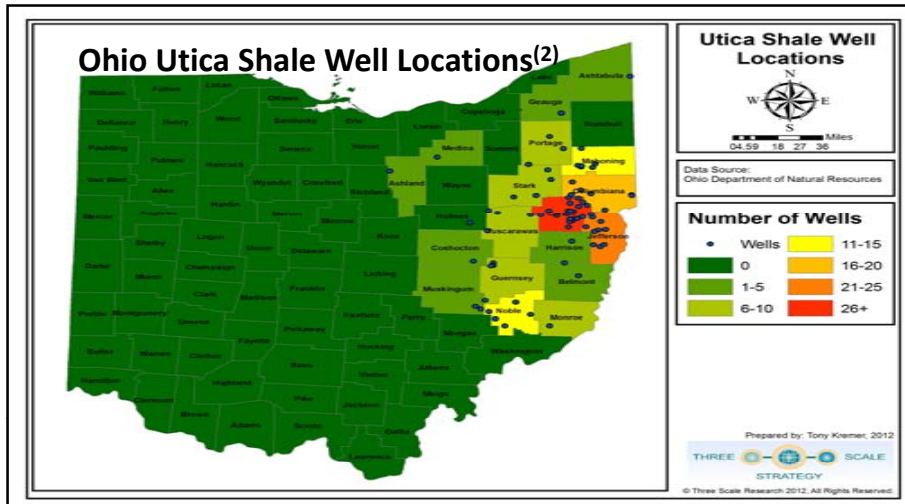 Ohio Utica Shale Well Locations(2)
Utica Shale Well
Locations
N
W E
S
Miles
04.59 18 27 36
Data Source:
Ohio Department of Natural Resources
Number of Wells
Wells 11-15
0 16-20
1-5 21-25
6-10 26+
Prepared by: Tony Kremer, 2012
THREE SCALE
STRATEGY
© Three Scale Research 2012, All Rights Reserved.
Williams Fulton Lucas
Ottawa Lake Ashtabula
Geauga
Defiance Henry Wood Sandusky Erie Lorain Cuyahoga Trumbull
Paulding Seneca Huron Medina Summit Portage Mahoning
Putnam Hancock
Van Wert Wyandot Crawford Richland Ashland Wayne Stark Columbiana
Allen
Hardin
Mercer Holmes Jefferson
Logan Knox Tuscarawas Harrison
Shelby Union Delaware Coshocton
Darke Miami Champaign Licking Guernsey Belmont
Clark Madison Franklin Muskingum
Preble Montgomery Fairfield Perry Noble Monroe
Greene Pickaway Morgan
Fayette Hocking Washington
Butler Warren Clinton Ross Athens
Hamilton Highland Vinton
Clermont Pike Jackson Meigs
Brown Adams Scioto Gallia
Lawrence